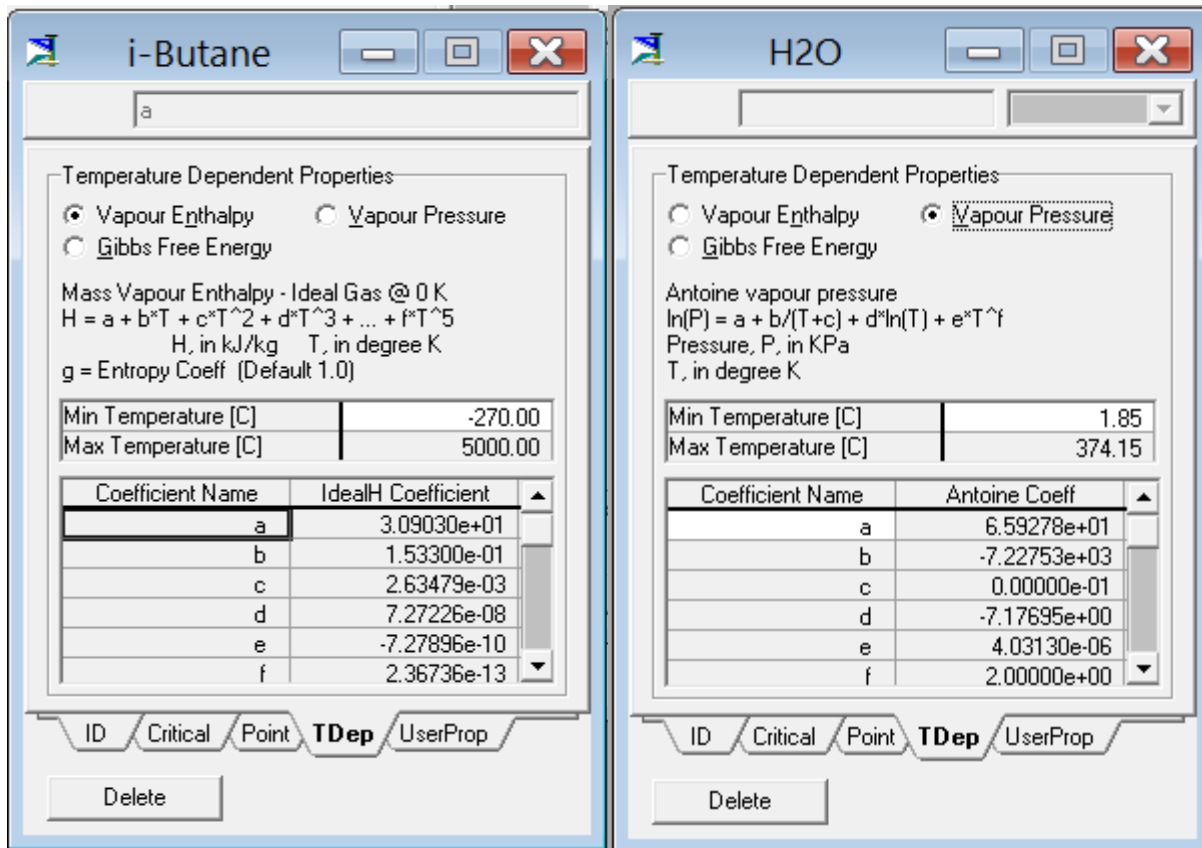 i-Butane
a
Temperature Dependent Properties
Vapour Enthalpy Vapour Pressure
Gibbs Free Energy
Mass Vapour Enthalpy - Ideal Gas @ 0 K
H = a + b*T + c*T^2 + d*T^3 + ... + f*T^5
H, in kJ/kg T, in degree K
g = Entropy Coeff (Default 1.0)
Min Temperature [C] -270.00
Max Temperature [C] 5000.00
Coefficient Name IdealH Coefficient
a 3.09030e+01
b 1.53300e-01
c 2.63479e-03
d 7.27226e-08
e -7.27896e-10
f 2.36736e-13
ID Critical Point TDep UserProp
Delete
H2O
Temperature Dependent Properties
Vapour Enthalpy Vapour Pressure
Gibbs Free Energy
Antoine vapour pressure
ln(P) = a + b/(T+c) + d*ln(T) + e*T^f
Pressure, P, in KPa
T, in degree K
Min Temperature [C] 1.85
Max Temperature [C] 374.15
Coefficient Name Antoine Coeff
a 6.59278e+01
b -7.22753e+03
c 0.00000e-01
d -7.17695e+00
e 4.03130e-06
f 2.00000e+00
ID Critical Point TDep UserProp
Delete